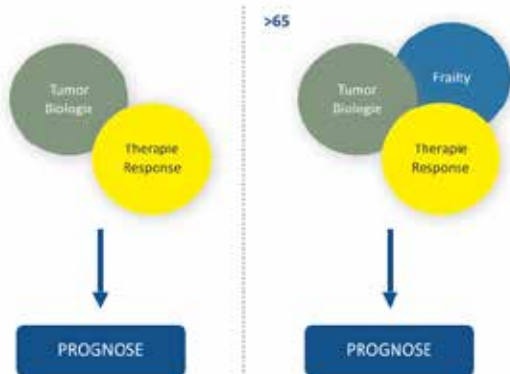 Tumor
Biologie
Therapie
Response
PROGNOSE
>65
Frailty
Tumor
Biologie
Therapie
Response
PROGNOSE